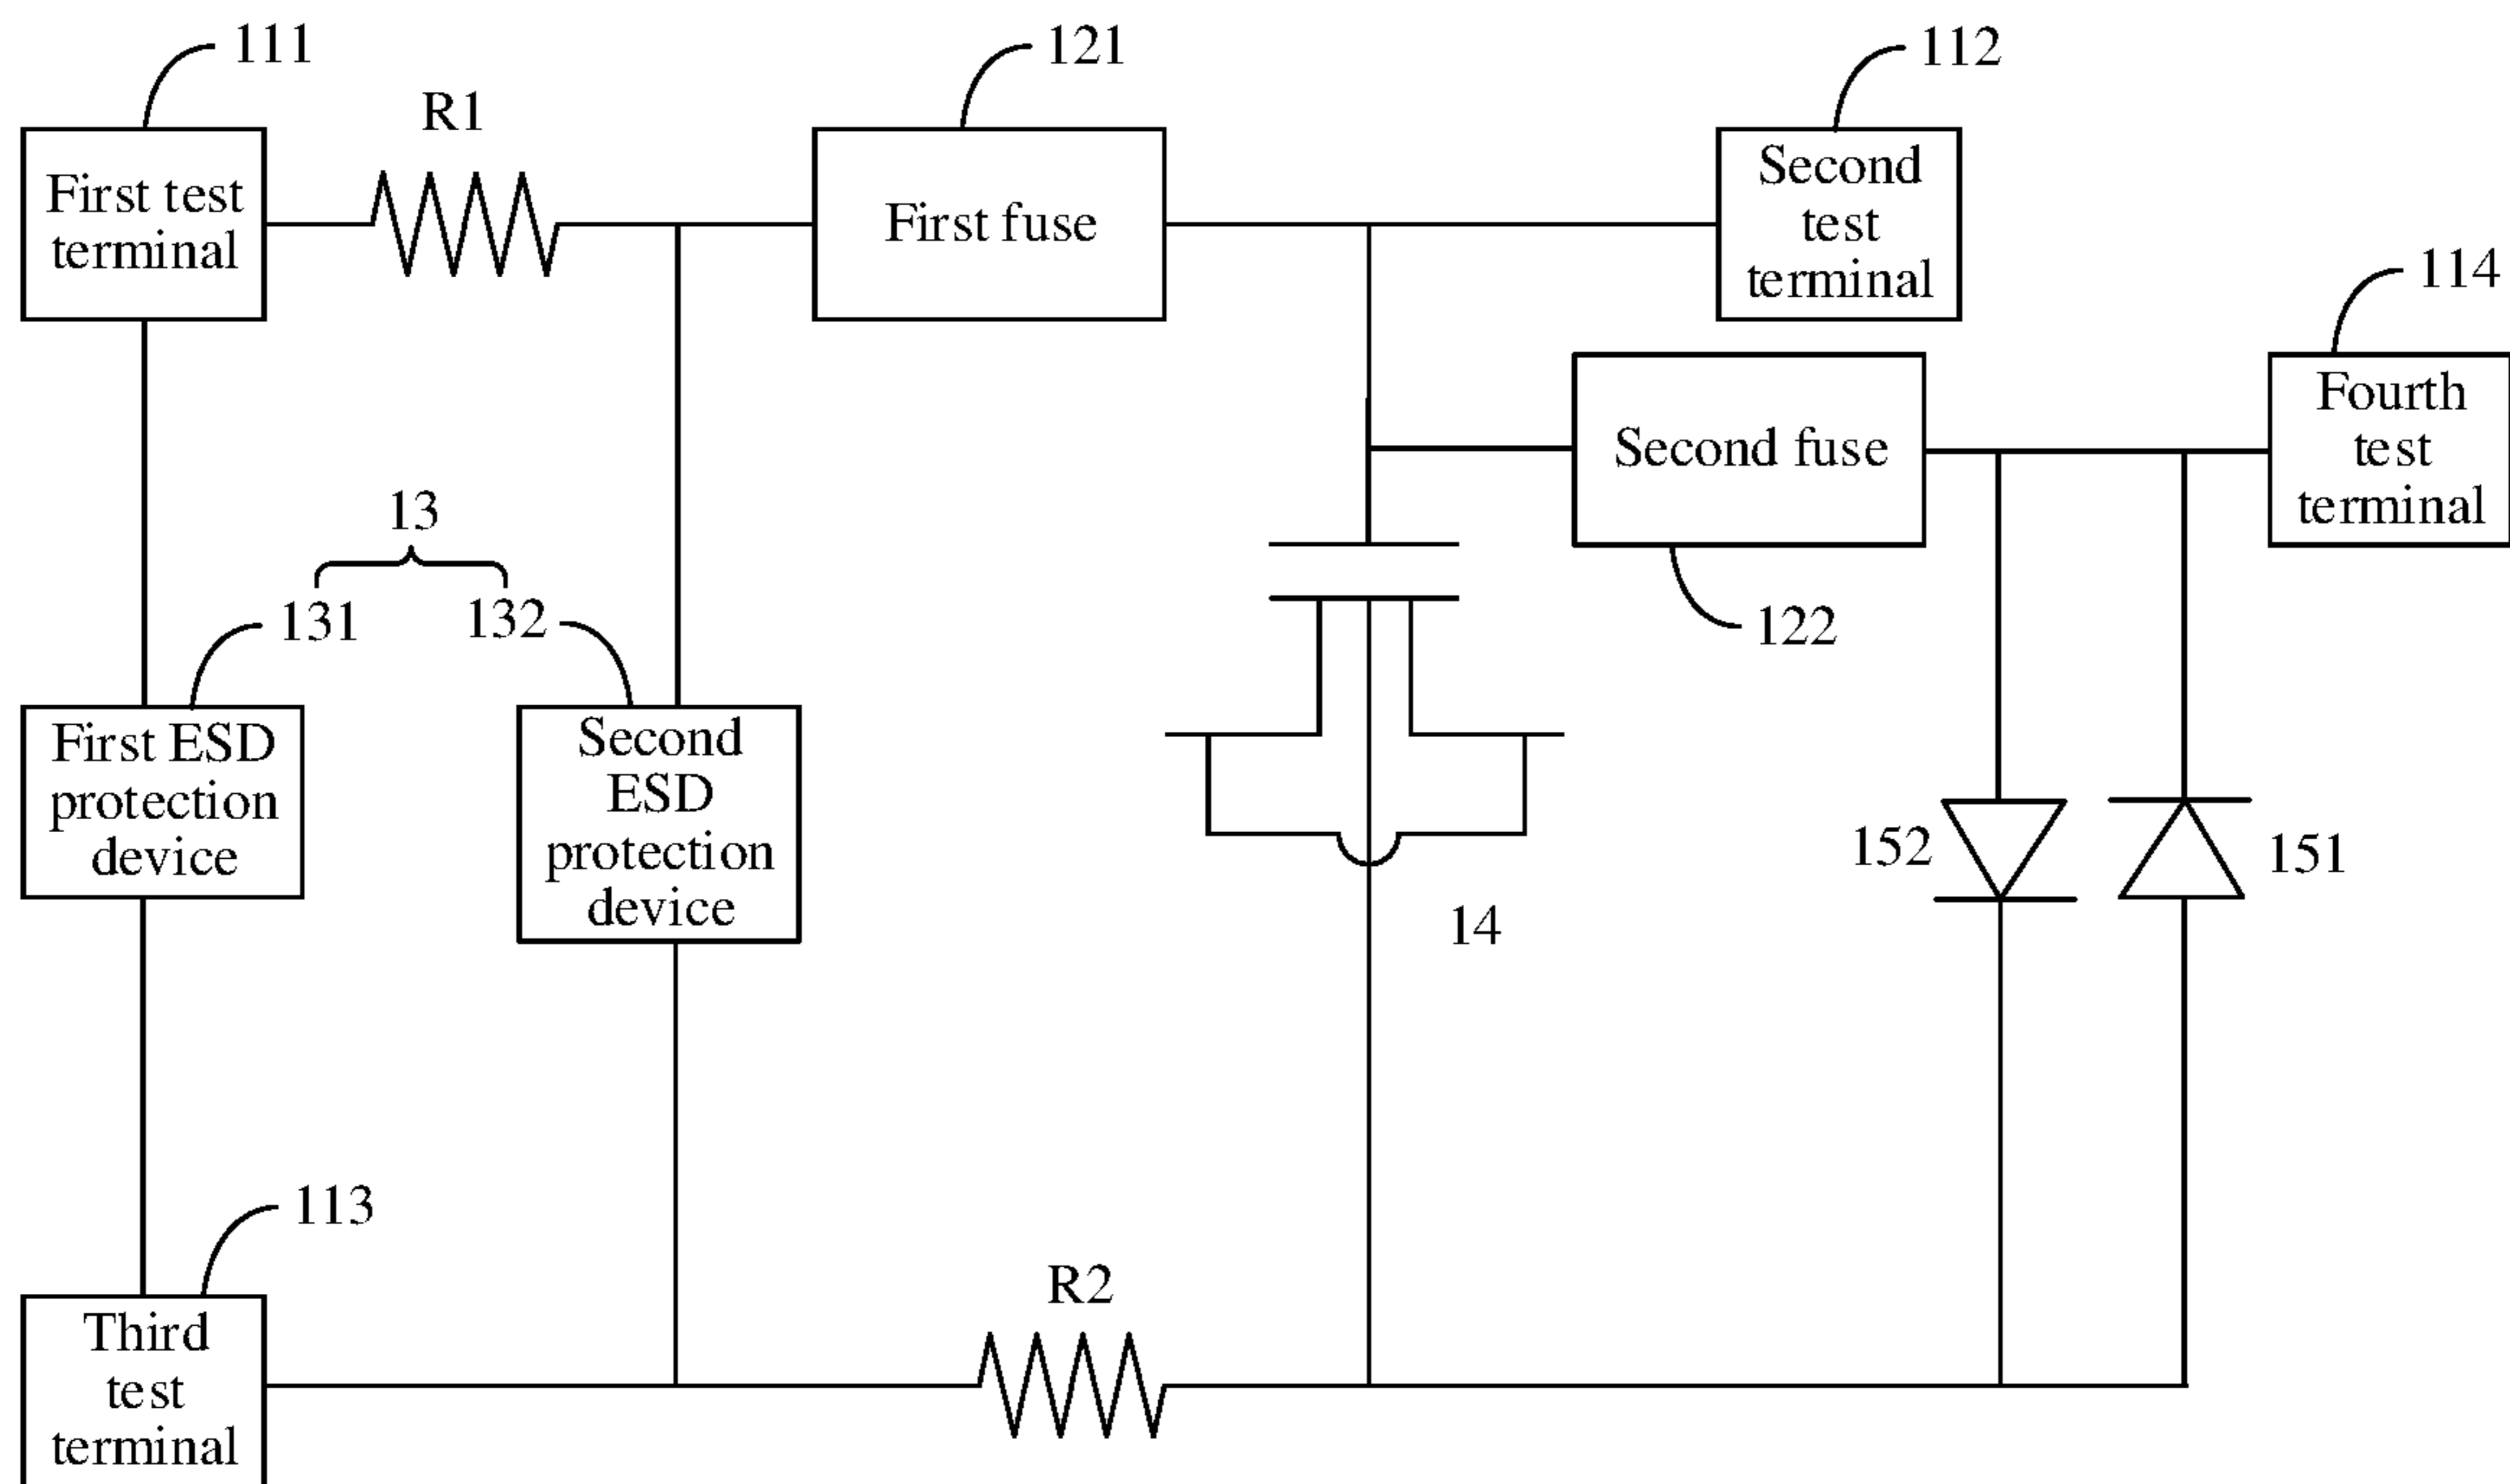 111
121
112
R1
First test
terminal
First fuse
Second
test
terminal
114
Fourth
test
terminal
Second fuse
13
131
132
122
First ESD
protection
device
Second
ESD
protection
device
152
151
14
113
R2
Third
test
terminal